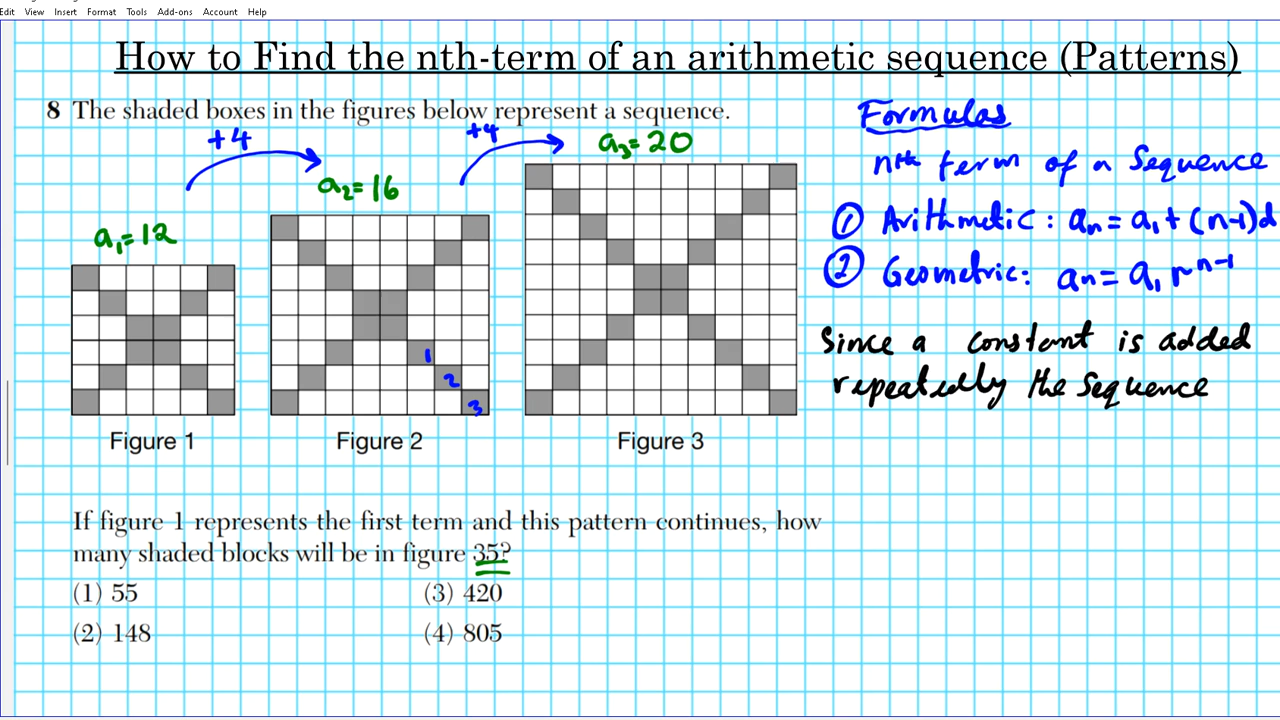 Edit View Insert Format Tools Add-ons Account Help
How to Find the nth-term of an arithmetic sequence (Patterns)
8 The shaded boxes in the figures below represent a sequence.
+4
+4
a₁=12
a₂=16
a₃=20
1
2
3
Figure 1
Figure 2
Figure 3
If figure 1 represents the first term and this pattern continues, how
many shaded blocks will be in figure 35?
(1) 55
(3) 420
(2) 148
(4) 805
Formulas
nth term of a Sequence
① Arithmetic: aₙ = a₁ + (n-1)d
② Geometric: aₙ = a₁ rⁿ⁻¹
Since a constant is added
repeatedly the sequence